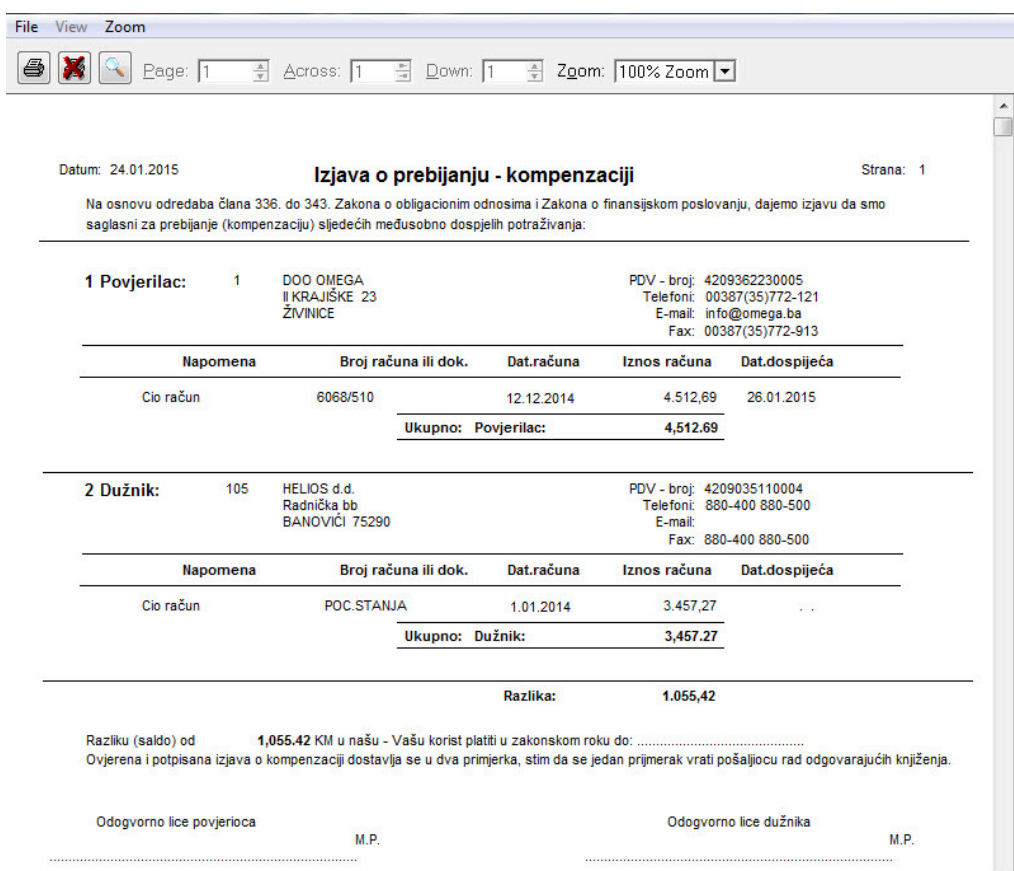 File View Zoom
Page: 1 Across: 1 Down: 1 Zoom: 100% Zoom
Datum: 24.01.2015 Izjava o prebijanju - kompenzaciji Strana: 1
Na osnovu odredaba člana 336. do 343. Zakona o obligacionim odnosima i Zakona o finansijskom poslovanju, dajemo izjavu da smo
saglasni za prebijanje (kompenzaciju) sljedećih međusobno dospjelih potraživanja:
1 Povjerilac: 1 DOO OMEGA PDV - broj: 4209362230005
II KRAJIŠKE 23 Telefoni: 00387(35)772-121
ŽIVINICE E-mail: info@omega.ba
Fax: 00387(35)772-913
Napomena Broj računa ili dok. Dat.računa Iznos računa Dat.dospijeća
Cio račun 6068/510 12.12.2014 4.512,69 26.01.2015
Ukupno: Povjerilac: 4,512.69
2 Dužnik: 105 HELIOS d.d. PDV - broj: 4209035110004
Radnička bb Telefoni: 880-400 880-500
BANOVIĆI 75290 E-mail:
Fax: 880-400 880-500
Napomena Broj računa ili dok. Dat.računa Iznos računa Dat.dospijeća
Cio račun POC.STANJA 1.01.2014 3.457,27 . .
Ukupno: Dužnik: 3,457.27
Razlika: 1.055,42
Razliku (saldo) od 1,055.42 KM u našu - Vašu korist platiti u zakonskom roku do: ............................................
Ovjerena i potpisana izjava o kompenzaciji dostavlja se u dva primjerka, stim da se jedan prijmerak vrati pošaljiocu rad odgovarajućih knjiženja.
Odogvorno lice povjerioca Odogvorno lice dužnika
M.P. M.P.